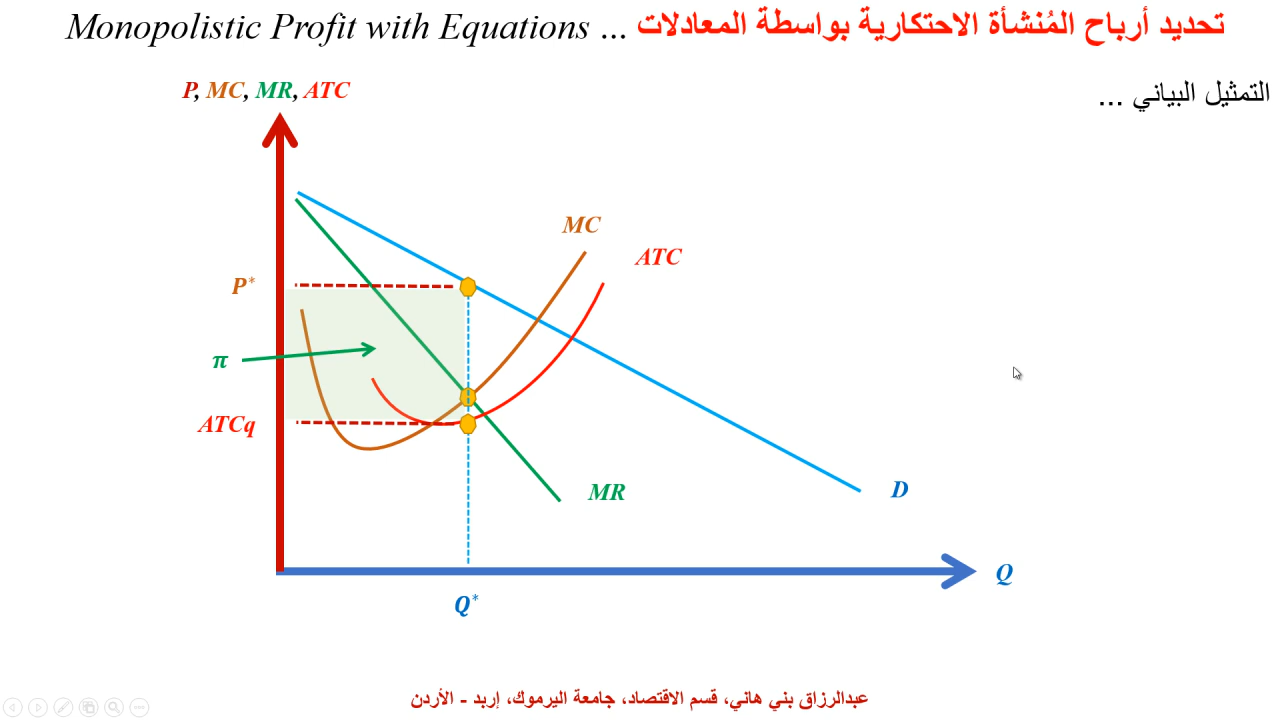 Monopolistic Profit with Equations ... تحديد أرباح المُنشأة الاحتكارية بواسطة المعادلات
التمثيل البياني ...
P, MC, MR, ATC
MC
ATC
P*
π
ATCq
MR
D
Q
Q*
عبدالرزاق بني هاني، قسم الاقتصاد، جامعة اليرموك، إربد - الأردن